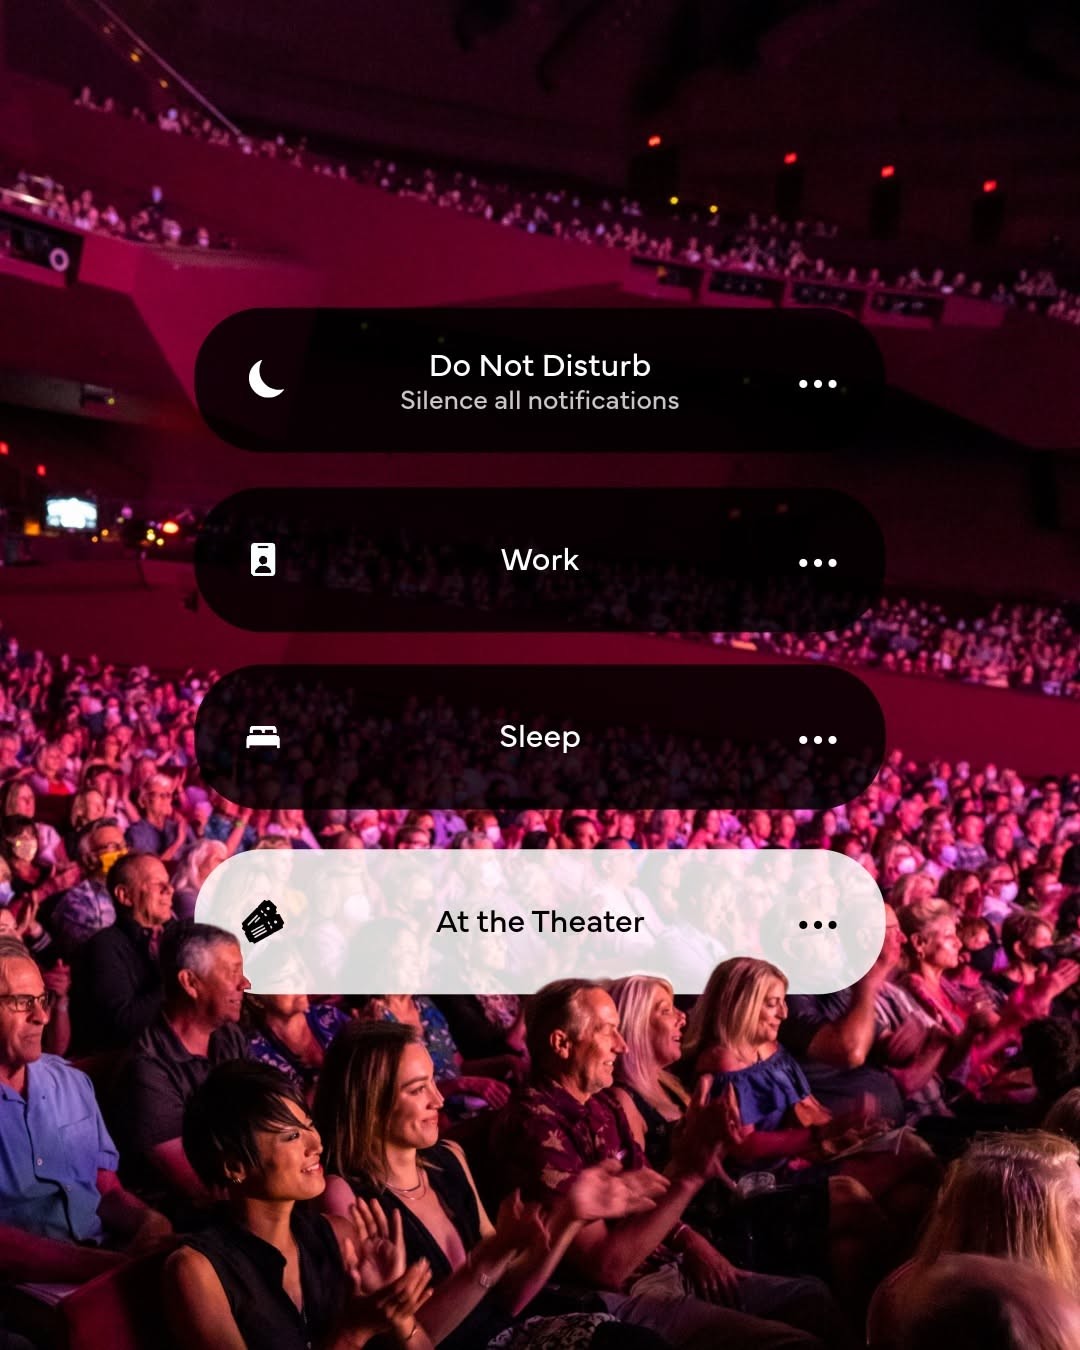 Do Not Disturb
Silence all notifications
Work
Sleep
At the Theater